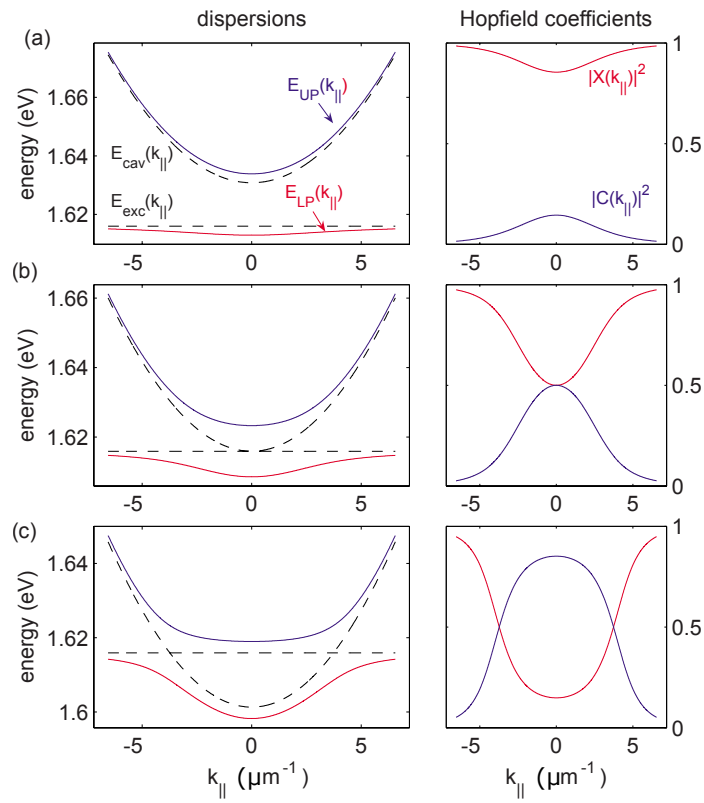 dispersions
Hopfield coefficients
(a)
energy (eV)
1.66
1.64
1.62
E_UP(k_||)
E_cav(k_||)
E_exc(k_||)
E_LP(k_||)
-5 0 5
|X(k_||)|^2
|C(k_||)|^2
1
0.5
0
-5 0 5
(b)
energy (eV)
1.66
1.64
1.62
-5 0 5
1
0.5
0
-5 0 5
(c)
energy (eV)
1.64
1.62
1.6
-5 0 5
k_|| (µm^-1)
1
0.5
0
-5 0 5
k_|| (µm^-1)